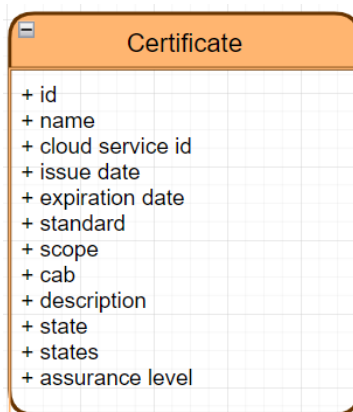 Certificate
+ id
+ name
+ cloud service id
+ issue date
+ expiration date
+ standard
+ scope
+ cab
+ description
+ state
+ states
+ assurance level